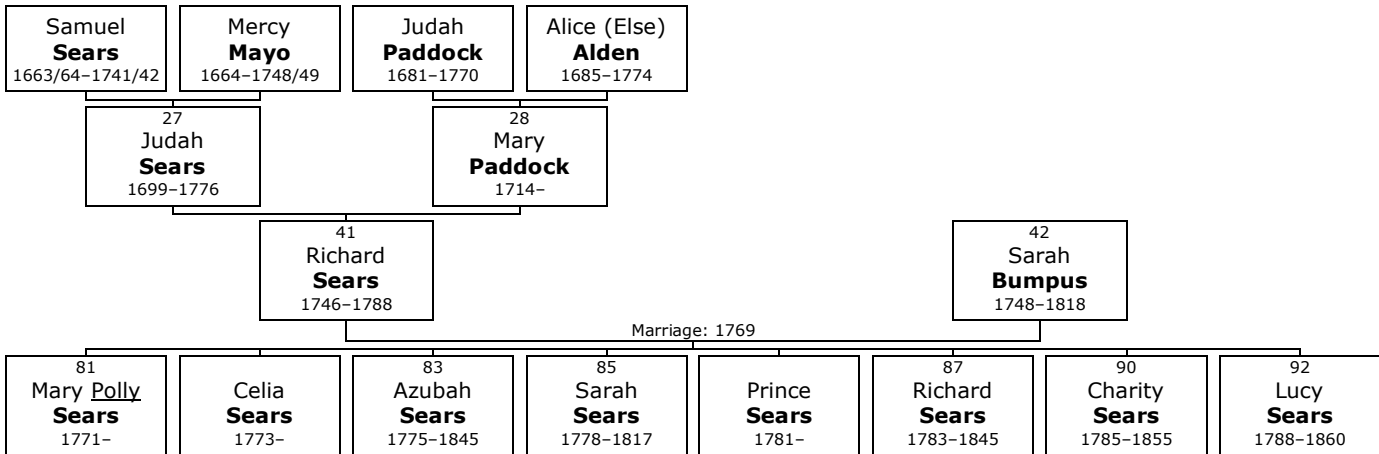 Samuel
Sears
1663/64–1741/42
Mercy
Mayo
1664–1748/49
Judah
Paddock
1681–1770
Alice (Else)
Alden
1685–1774
27
Judah
Sears
1699–1776
28
Mary
Paddock
1714–
41
Richard
Sears
1746–1788
42
Sarah
Bumpus
1748–1818
Marriage: 1769
81
Mary Polly
Sears
1771–
Celia
Sears
1773–
83
Azubah
Sears
1775–1845
85
Sarah
Sears
1778–1817
Prince
Sears
1781–
87
Richard
Sears
1783–1845
90
Charity
Sears
1785–1855
92
Lucy
Sears
1788–1860